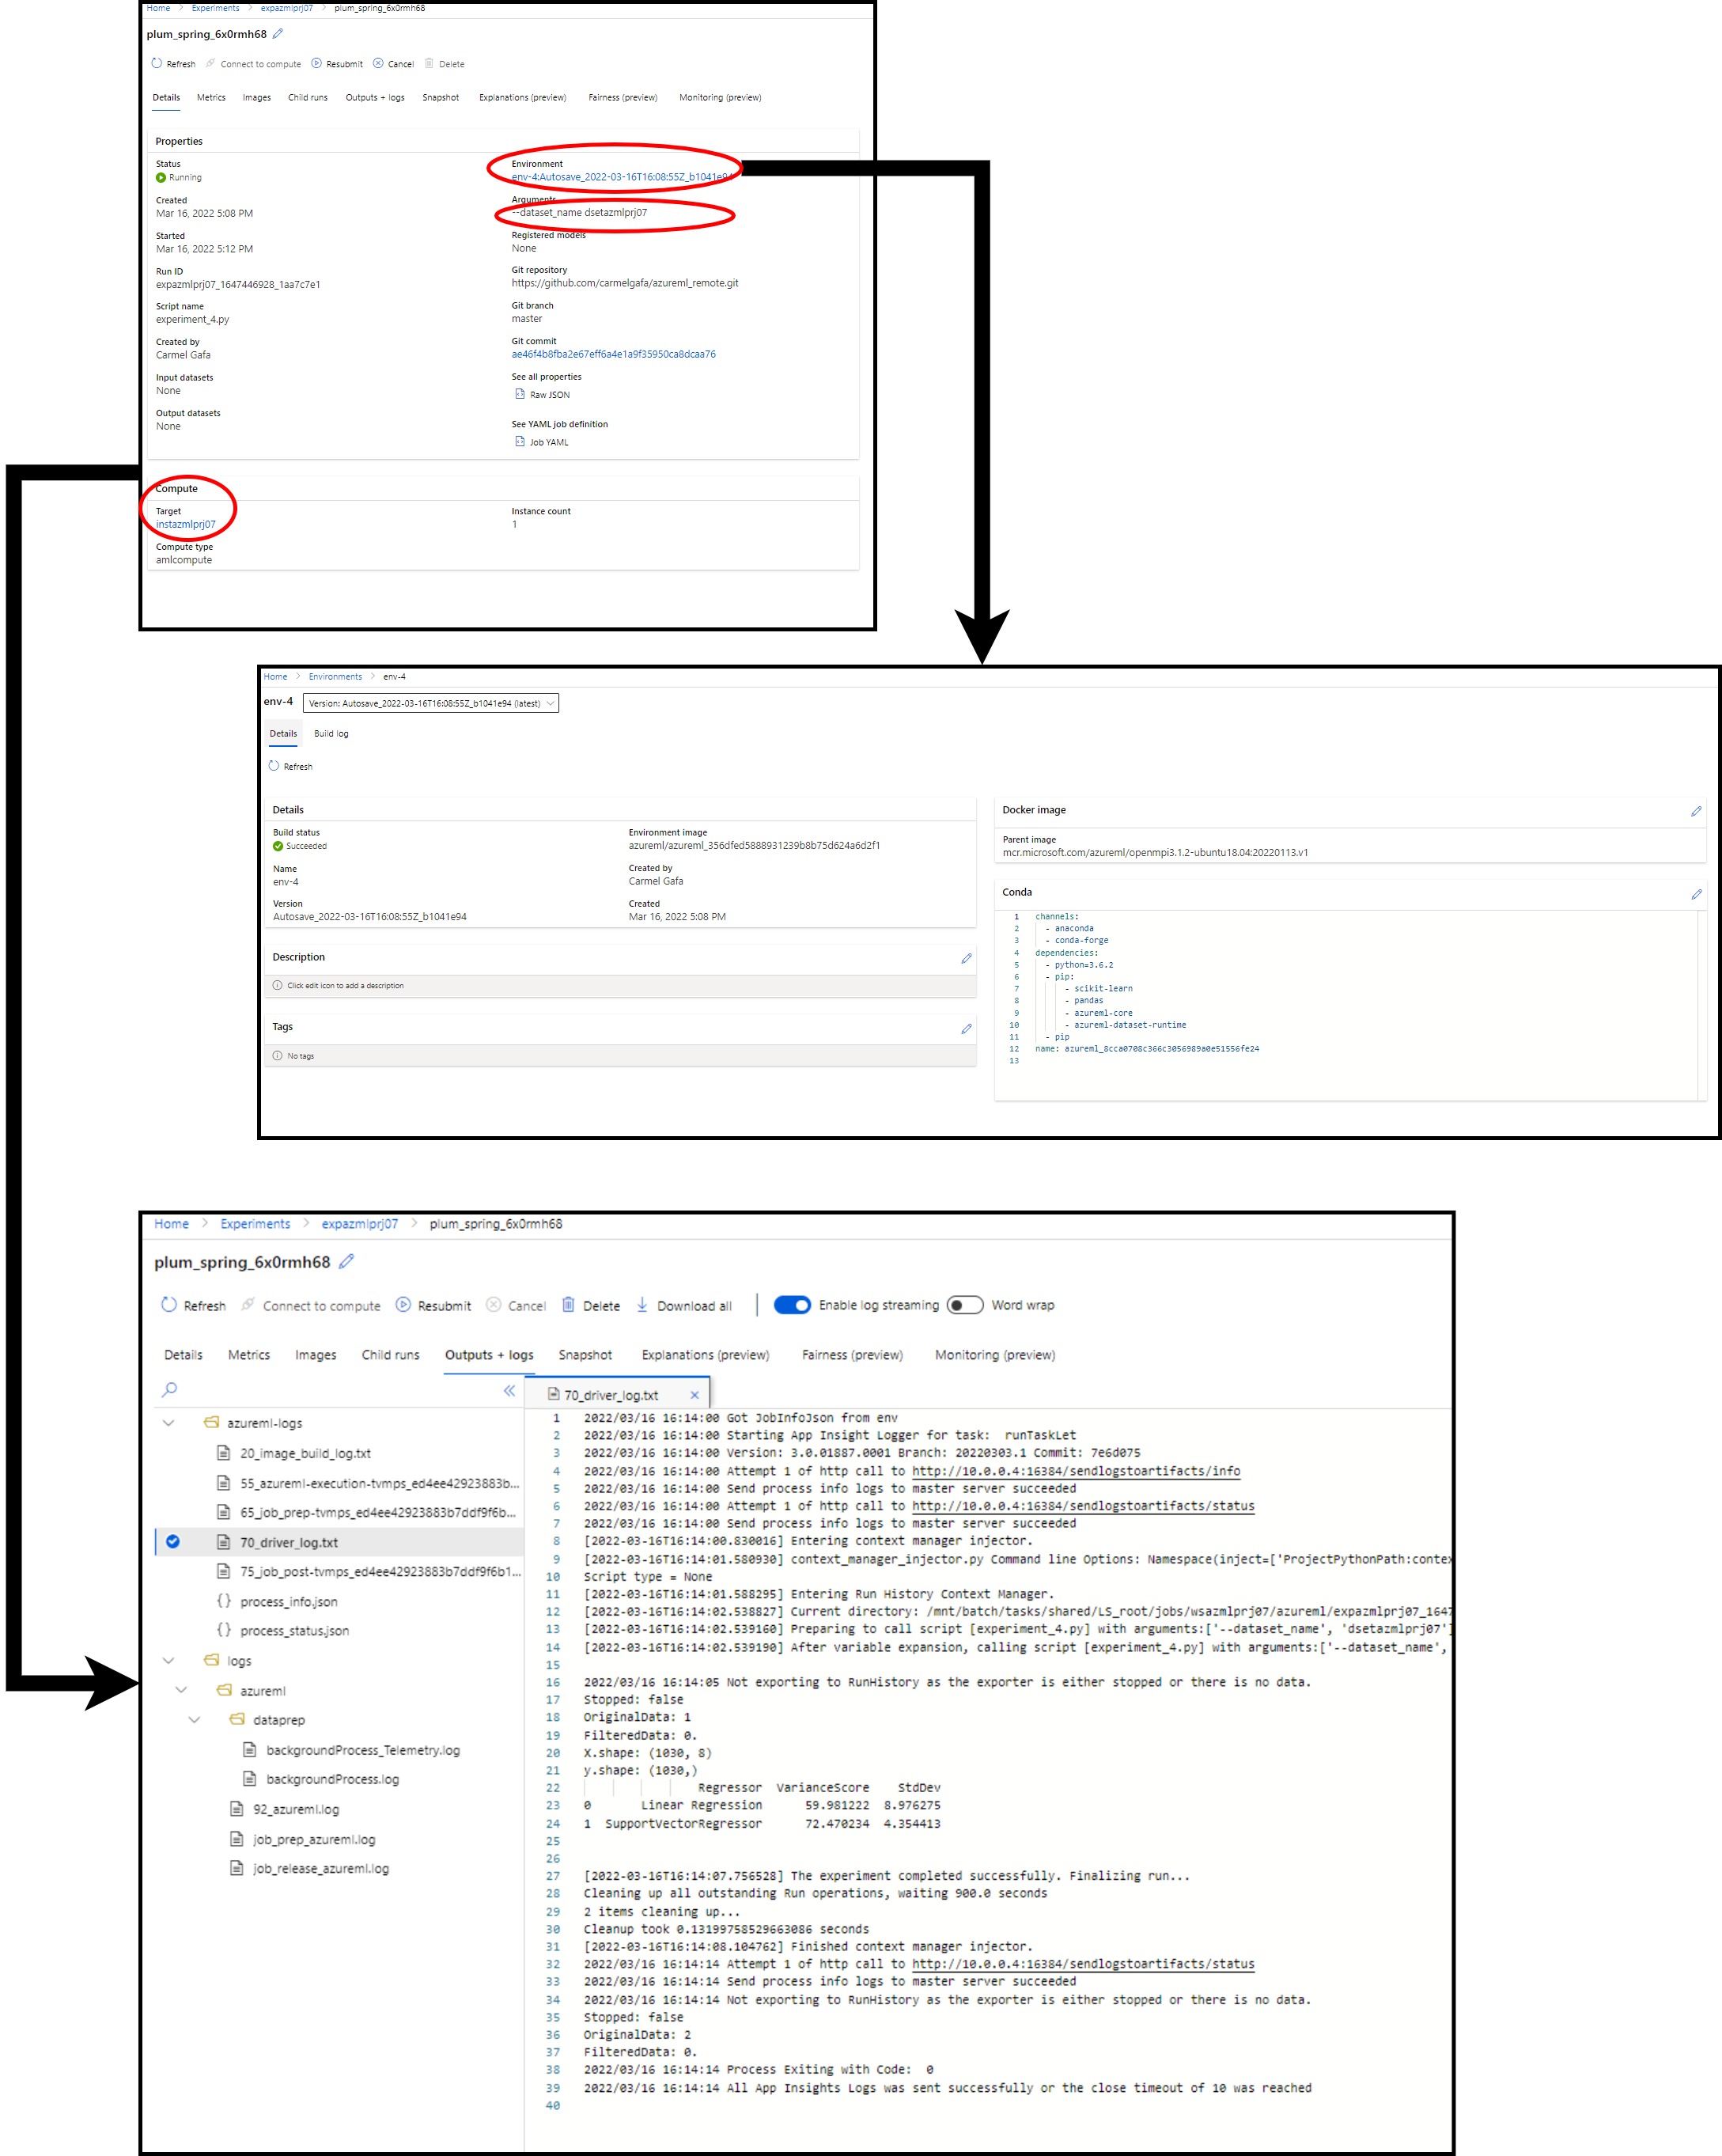 Home > Experiments > expazmlprj07 > plum_spring_6x0rmh68
plum_spring_6x0rmh68
Refresh Connect to compute Resubmit Cancel Delete
Details Metrics Images Child runs Outputs + logs Snapshot Explanations (preview) Fairness (preview) Monitoring (preview)
Properties
Status
Running
Created
Mar 16, 2022 5:08 PM
Started
Mar 16, 2022 5:12 PM
Run ID
expazmlprj07_1647446928_1aa7c7e1
Script name
experiment_4.py
Created by
Carmel Gafa
Input datasets
None
Output datasets
None
Environment
env-4:Autosave_2022-03-16T16:08:55Z_b1041e94
Arguments
--dataset_name dsetazmlprj07
Registered models
None
Git repository
https://github.com/carmelgafa/azureml_remote.git
Git branch
master
Git commit
ae46f4b8fba2e67eff6a4e1a9f35950ca8dcaa76
See all properties
Raw JSON
See YAML job definition
Job YAML
Compute
Target
instazmlprj07
Compute type
amlcompute
Instance count
1
Home > Environments > env-4
env-4 Version: Autosave_2022-03-16T16:08:55Z_b1041e94 (latest)
Details Build log
Refresh
Details
Build status
Succeeded
Name
env-4
Version
Autosave_2022-03-16T16:08:55Z_b1041e94
Environment image
azureml/azureml_356dfed5888931239b8b75d624a6d2f1
Created by
Carmel Gafa
Created
Mar 16, 2022 5:08 PM
Description
Click edit icon to add a description
Tags
No tags
Docker image
Parent image
mcr.microsoft.com/azureml/openmpi3.1.2-ubuntu18.04:20220113.v1
Conda
1 channels:
2 - anaconda
3 - conda-forge
4 dependencies:
5 - python=3.6.2
6 - pip:
7 - scikit-learn
8 - pandas
9 - azureml-core
10 - azureml-dataset-runtime
11 - pip
12 name: azureml_8cca0708c366c3056989a0e51556fe24
13
Home > Experiments > expazmlprj07 > plum_spring_6x0rmh68
plum_spring_6x0rmh68
Refresh Connect to compute Resubmit Cancel Delete Download all Enable log streaming Word wrap
Details Metrics Images Child runs Outputs + logs Snapshot Explanations (preview) Fairness (preview) Monitoring (preview)
azureml-logs
20_image_build_log.txt
55_azureml-execution-tvmps_ed4ee42923883b...
65_job_prep-tvmps_ed4ee42923883b7ddf9f6b...
70_driver_log.txt
75_job_post-tvmps_ed4ee42923883b7ddf9f6b1...
{} process_info.json
{} process_status.json
logs
azureml
dataprep
backgroundProcess_Telemetry.log
backgroundProcess.log
92_azureml.log
job_prep_azureml.log
job_release_azureml.log
70_driver_log.txt
1 2022/03/16 16:14:00 Got JobInfoJson from env
2 2022/03/16 16:14:00 Starting App Insight Logger for task: runTaskLet
3 2022/03/16 16:14:00 Version: 3.0.01887.0001 Branch: 20220303.1 Commit: 7e6d075
4 2022/03/16 16:14:00 Attempt 1 of http call to http://10.0.0.4:16384/sendlogstoartifacts/info
5 2022/03/16 16:14:00 Send process info logs to master server succeeded
6 2022/03/16 16:14:00 Attempt 1 of http call to http://10.0.0.4:16384/sendlogstoartifacts/status
7 2022/03/16 16:14:00 Send process info logs to master server succeeded
8 [2022-03-16T16:14:00.830016] Entering context manager injector.
9 [2022-03-16T16:14:01.580930] context_manager_injector.py Command line Options: Namespace(inject=['ProjectPythonPath:contex
10 Script type = None
11 [2022-03-16T16:14:01.588295] Entering Run History Context Manager.
12 [2022-03-16T16:14:02.538827] Current directory: /mnt/batch/tasks/shared/LS_root/jobs/wsazmlprj07/azureml/expazmlprj07_1647
13 [2022-03-16T16:14:02.539160] Preparing to call script [experiment_4.py] with arguments:['--dataset_name', 'dsetazmlprj07']
14 [2022-03-16T16:14:02.539190] After variable expansion, calling script [experiment_4.py] with arguments:['--dataset_name',
15
16 2022/03/16 16:14:05 Not exporting to RunHistory as the exporter is either stopped or there is no data.
17 Stopped: false
18 OriginalData: 1
19 FilteredData: 0.
20 X.shape: (1030, 8)
21 y.shape: (1030,)
22 Regressor VarianceScore StdDev
23 0 Linear Regression 59.981222 8.976275
24 1 SupportVectorRegressor 72.470234 4.354413
25
26
27 [2022-03-16T16:14:07.756528] The experiment completed successfully. Finalizing run...
28 Cleaning up all outstanding Run operations, waiting 900.0 seconds
29 2 items cleaning up...
30 Cleanup took 0.13199758529663086 seconds
31 [2022-03-16T16:14:08.104762] Finished context manager injector.
32 2022/03/16 16:14:14 Attempt 1 of http call to http://10.0.0.4:16384/sendlogstoartifacts/status
33 2022/03/16 16:14:14 Send process info logs to master server succeeded
34 2022/03/16 16:14:14 Not exporting to RunHistory as the exporter is either stopped or there is no data.
35 Stopped: false
36 OriginalData: 2
37 FilteredData: 0.
38 2022/03/16 16:14:14 Process Exiting with Code: 0
39 2022/03/16 16:14:14 All App Insights Logs was sent successfully or the close timeout of 10 was reached
40